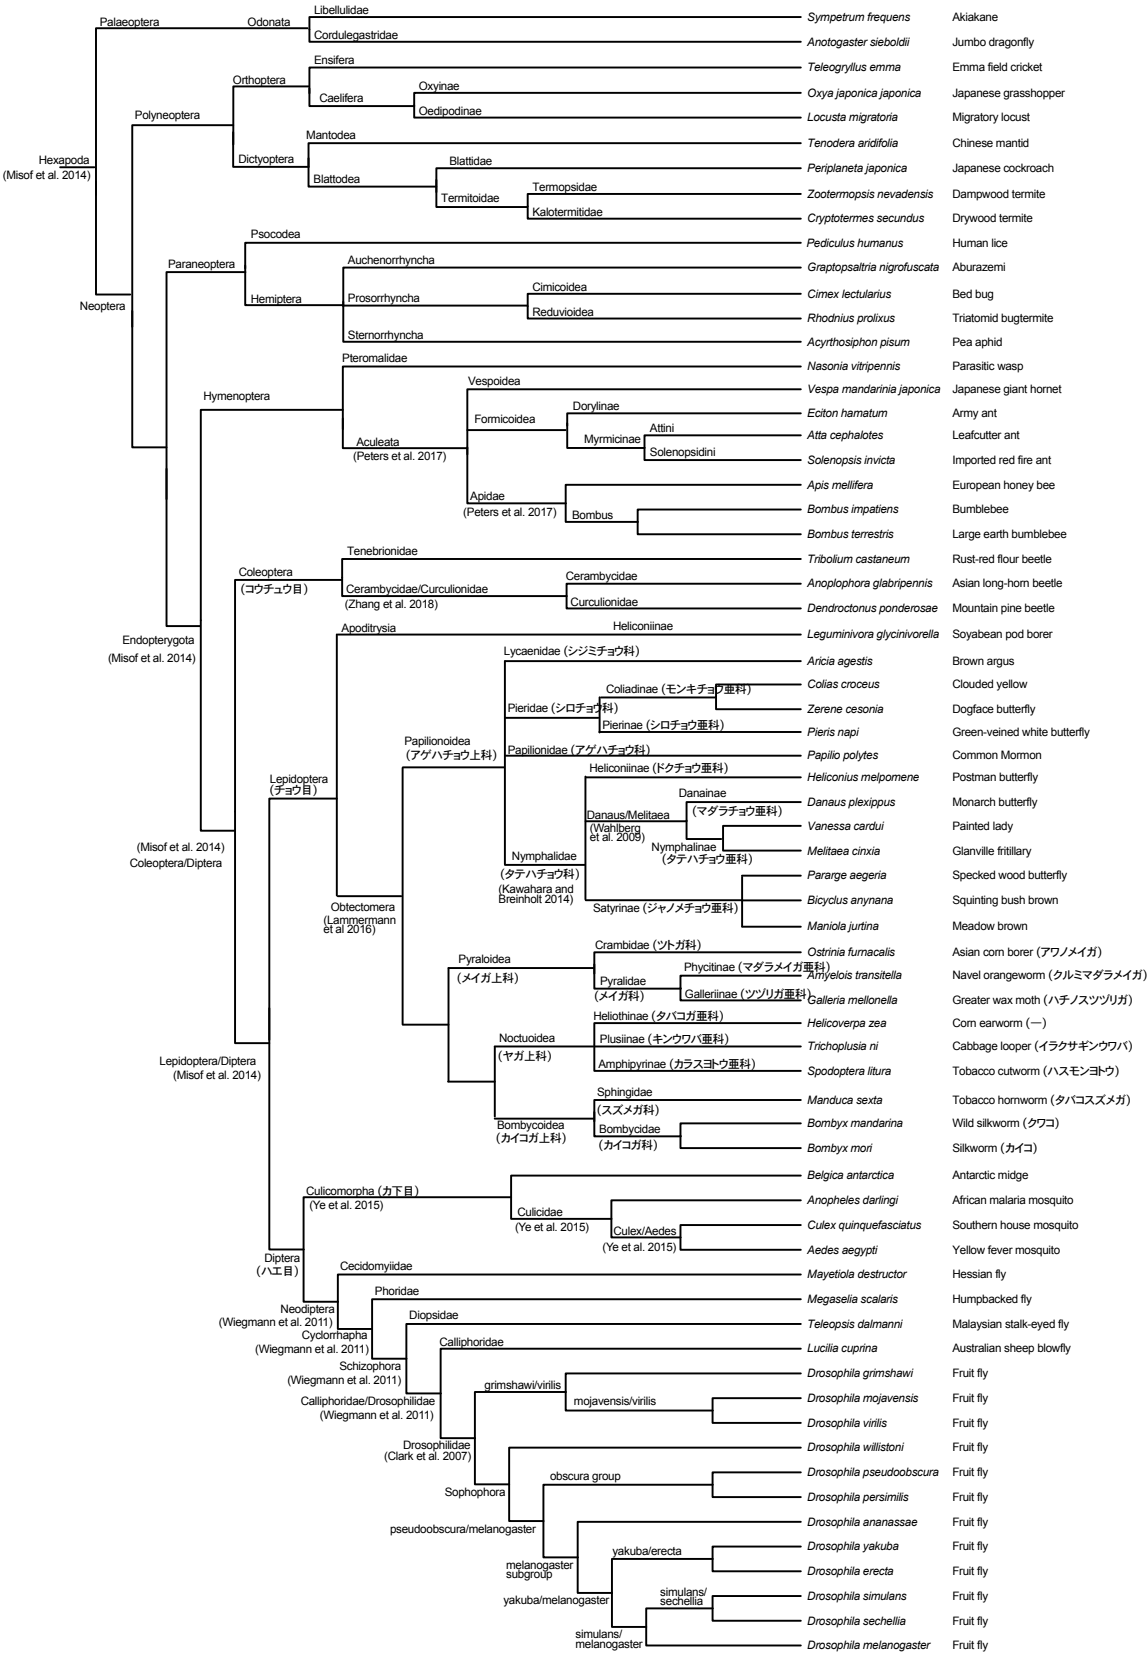 Libellulidae
Palaeoptera Odonata Sympetrum frequens Akiakane
Cordulegastridae
Anotogaster sieboldii Jumbo dragonfly
Ensifera
Teleogryllus emma Emma field cricket
Orthoptera
Oxyinae
Caelifera Oxya japonica japonica Japanese grasshopper
Oedipodinae
Polyneoptera Locusta migratoria Migratory locust
Mantodea
Tenodera aridifolia Chinese mantid
Hexapoda Dictyoptera Blattidae
(Misof et al. 2014) Periplaneta japonica Japanese cockroach
Blattodea
Termopsidae
Termitoidae Zootermopsis nevadensis Dampwood termite
Kalotermitidae
Cryptotermes secundus Drywood termite
Psocodea
Pediculus humanus Human lice
Paraneoptera Auchenorrhyncha
Graptopsaltria nigrofuscata Aburazemi
Cimicoidea
Hemiptera Prosorrhyncha Cimex lectularius Bed bug
Neoptera Reduvioidea
Rhodnius prolixus Triatomid bugtermite
Sternorrhyncha
Acyrthosiphon pisum Pea aphid
Pteromalidae
Nasonia vitripennis Parasitic wasp
Vespoidea
Vespa mandarinia japonica Japanese giant hornet
Hymenoptera
Dorylinae
Formicoidea Eciton hamatum Army ant
Attini
Myrmicinae Atta cephalotes Leafcutter ant
Aculeata Solenopsidini
(Peters et al. 2017) Solenopsis invicta Imported red fire ant
Apis mellifera European honey bee
Apidae
(Peters et al. 2017) Bombus Bombus impatiens Bumblebee
Bombus terrestris Large earth bumblebee
Tenebrionidae
Tribolium castaneum Rust-red flour beetle
Coleoptera Cerambycidae
(コウチュウ目) Cerambycidae/Curculionidae Anoplophora glabripennis Asian long-horn beetle
(Zhang et al. 2018) Curculionidae
Dendroctonus ponderosae Mountain pine beetle
Apoditrysia Heliconiinae
Endopterygota Leguminivora glycinivorella Soyabean pod borer
(Misof et al. 2014) Lycaenidae (シジミチョウ科)
Aricia agestis Brown argus
Coliadinae (モンキチョウ亜科) Colias croceus Clouded yellow
Pieridae (シロチョウ科) Zerene cesonia Dogface butterfly
Pierinae (シロチョウ亜科) Pieris napi Green-veined white butterfly
Papilionoidea
(アゲハチョウ上科) Papilionidae (アゲハチョウ科) Papilio polytes Common Mormon
Heliconiinae (ドクチョウ亜科)
Lepidoptera Heliconius melpomene Postman butterfly
(チョウ目) Danainae
Danaus/Melitaea (マダラチョウ亜科) Danaus plexippus Monarch butterfly
(Wahlberg
et al. 2009) Vanessa cardui Painted lady
(Misof et al. 2014) Nymphalinae
Coleoptera/Diptera Nymphalidae (タテハチョウ亜科) Melitaea cinxia Glanville fritillary
(タテハチョウ科) Pararge aegeria Specked wood butterfly
(Kawahara and
Breinholt 2014) Bicyclus anynana Squinting bush brown
Obtectomera Satyrinae (ジャノメチョウ亜科)
(Lammermann
et al 2016) Maniola jurtina Meadow brown
Crambidae (ツトガ科)
Ostrinia furnacalis Asian corn borer (アワノメイガ)
Pyraloidea Phycitinae (マダラメイガ亜科)
(メイガ上科) Pyralidae Amyelois transitella Navel orangeworm (クルミマダラメイガ)
(メイガ科) Galleriinae (ツヅリガ亜科)
Galleria mellonella Greater wax moth (ハチノスツヅリガ)
Heliothinae (タバコガ亜科)
Helicoverpa zea Corn earworm (―)
Noctuoidea Plusiinae (キンウワバ亜科)
(ヤガ上科) Trichoplusia ni Cabbage looper (イラクサギンウワバ)
Lepidoptera/Diptera Amphipyrinae (カラスヨトウ亜科)
(Misof et al. 2014) Spodoptera litura Tobacco cutworm (ハスモンヨトウ)
Sphingidae
(スズメガ科) Manduca sexta Tobacco hornworm (タバコスズメガ)
Bombycoidea Bombycidae Bombyx mandarina Wild silkworm (クワコ)
(カイコガ上科) (カイコガ科)
Bombyx mori Silkworm (カイコ)
Belgica antarctica Antarctic midge
Culicomorpha (カ下目)
(Ye et al. 2015) Anopheles darlingi African malaria mosquito
Culicidae
(Ye et al. 2015) Culex/Aedes Culex quinquefasciatus Southern house mosquito
(Ye et al. 2015) Aedes aegypti Yellow fever mosquito
Diptera
(ハエ目) Cecidomyiidae
Mayetiola destructor Hessian fly
Phoridae
Neodiptera Megaselia scalaris Humpbacked fly
(Wiegmann et al. 2011) Diopsidae
Cyclorrhapha Teleopsis dalmanni Malaysian stalk-eyed fly
(Wiegmann et al. 2011) Calliphoridae
Schizophora Lucilia cuprina Australian sheep blowfly
(Wiegmann et al. 2011)
grimshawi/virilis Drosophila grimshawi Fruit fly
Calliphoridae/Drosophilidae mojavensis/virilis Drosophila mojavensis Fruit fly
(Wiegmann et al. 2011) Drosophila virilis Fruit fly
Drosophilidae Drosophila willistoni Fruit fly
(Clark et al. 2007)
obscura group Drosophila pseudoobscura Fruit fly
Sophophora Drosophila persimilis Fruit fly
pseudoobscura/melanogaster Drosophila ananassae Fruit fly
yakuba/erecta Drosophila yakuba Fruit fly
melanogaster
subgroup Drosophila erecta Fruit fly
yakuba/melanogaster simulans/
sechellia Drosophila simulans Fruit fly
Drosophila sechellia Fruit fly
simulans/
melanogaster Drosophila melanogaster Fruit fly